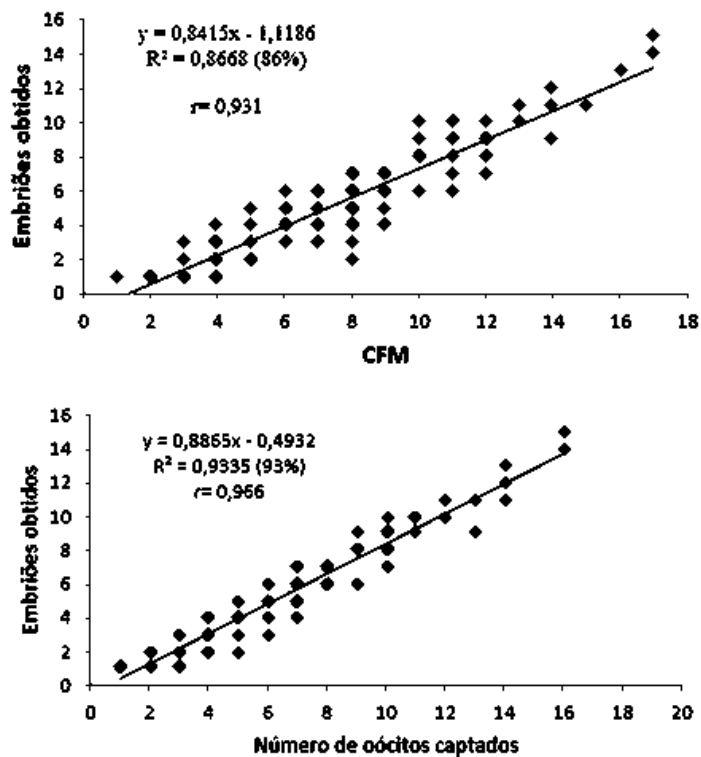 y = 0,8415x - 1,1186
R² = 0,8668 (86%)
r= 0,931
Embriões obtidos
16
14
12
10
8
6
4
2
0
0 2 4 6 8 10 12 14 16 18
CFM
y = 0,8865x - 0,4932
R² = 0,9335 (93%)
r= 0,966
Embriões obtidos
16
14
12
10
8
6
4
2
0
0 2 4 6 8 10 12 14 16 18 20
Número de oócitos captados